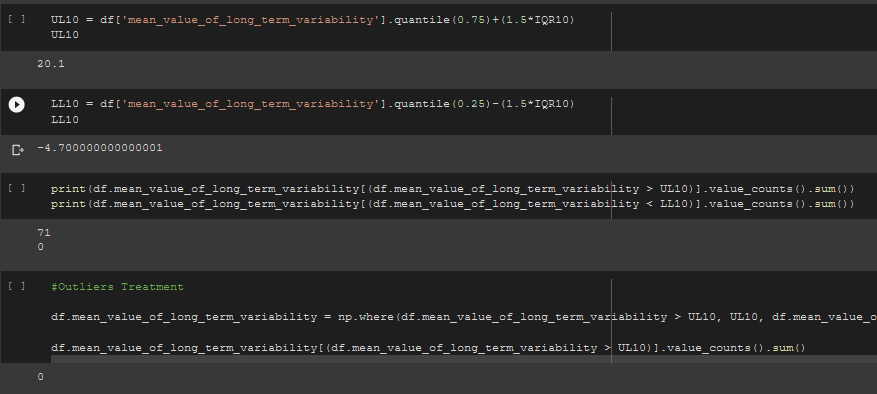 [ ] UL10 = df['mean_value_of_long_term_variability'].quantile(0.75)+(1.5*IQR10)
UL10
20.1
LL10 = df['mean_value_of_long_term_variability'].quantile(0.25)-(1.5*IQR10)
LL10
-4.700000000000001
[ ] print(df.mean_value_of_long_term_variability[(df.mean_value_of_long_term_variability > UL10)].value_counts().sum())
print(df.mean_value_of_long_term_variability[(df.mean_value_of_long_term_variability < LL10)].value_counts().sum())
71
0
[ ] #Outliers Treatment
df.mean_value_of_long_term_variability = np.where(df.mean_value_of_long_term_variability > UL10, UL10, df.mean_value_o
df.mean_value_of_long_term_variability[(df.mean_value_of_long_term_variability > UL10)].value_counts().sum()
0